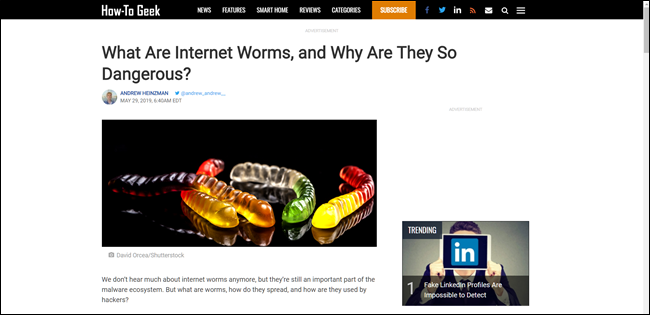 How-To Geek
NEWS FEATURES SMART HOME REVIEWS CATEGORIES SUBSCRIBE
ADVERTISEMENT
What Are Internet Worms, and Why Are They So
Dangerous?
ANDREW HEINZMAN @andrew_andrew__
MAY 29, 2019, 6:40AM EDT
ADVERTISEMENT
David Orcea/Shutterstock
We don't hear much about internet worms anymore, but they're still an important part of the
malware ecosystem. But what are worms, how do they spread, and how are they used by
hackers?
TRENDING
in
1 Fake LinkedIn Profiles Are
Impossible to Detect